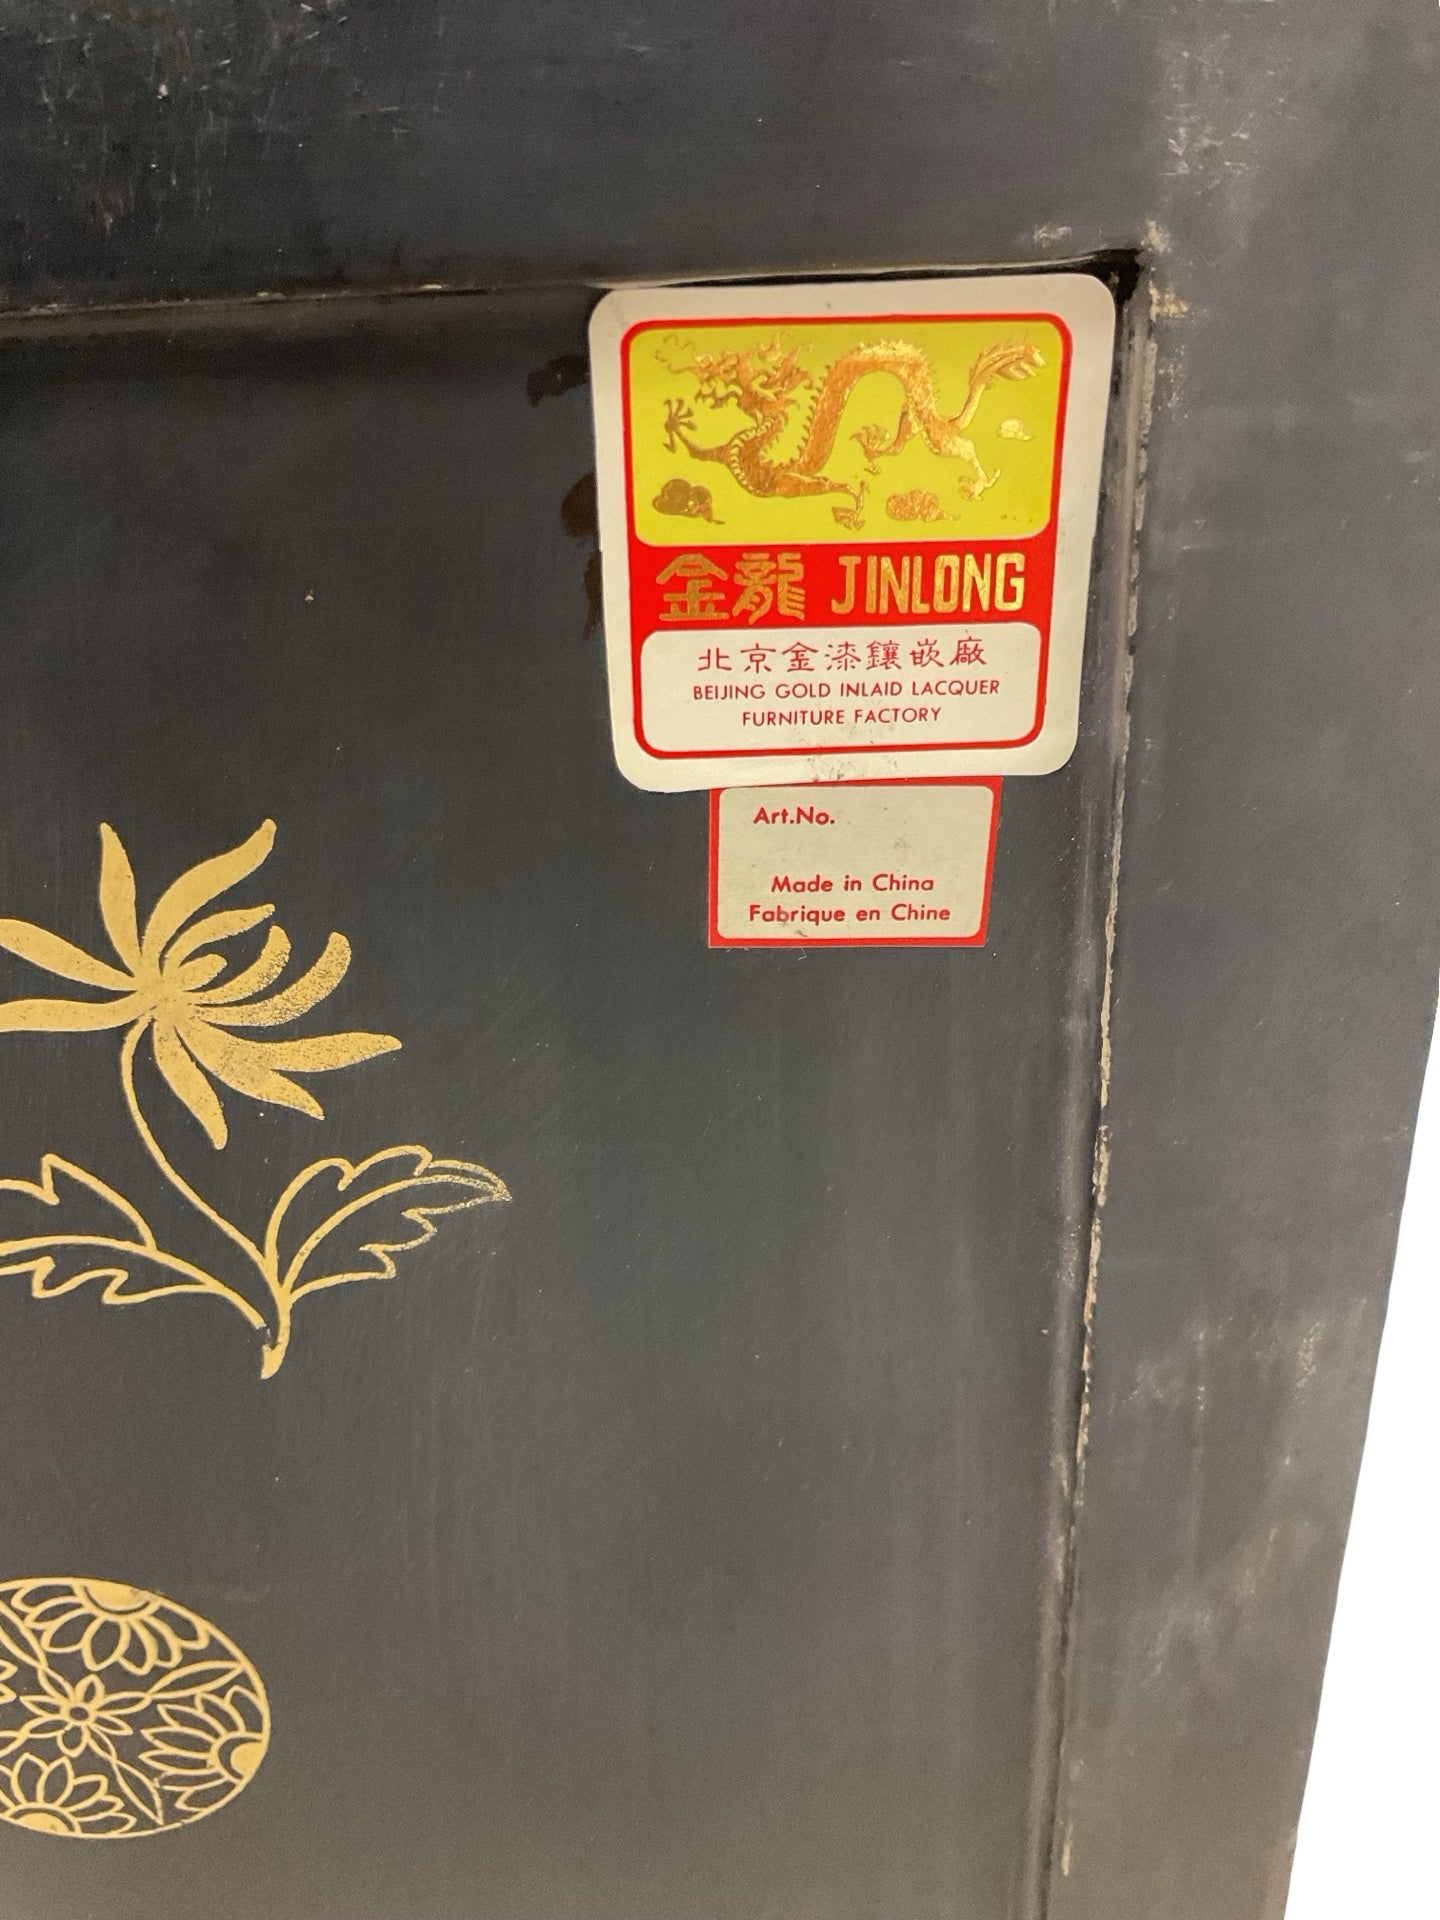 金龍 JINLONG
北京金漆鑲嵌廠
BEIJING GOLD INLAID LACQUER
FURNITURE FACTORY
Art.No.
Made in China
Fabrique en Chine